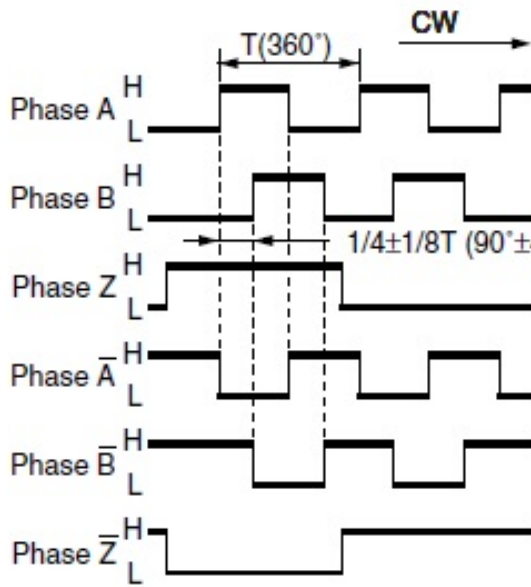 CW
T(360°)
Phase A H
L
Phase B H
L
1/4±1/8T (90°±
Phase Z H
L
Phase A̅ H
L
Phase B̅ H
L
Phase Z̅ H
L